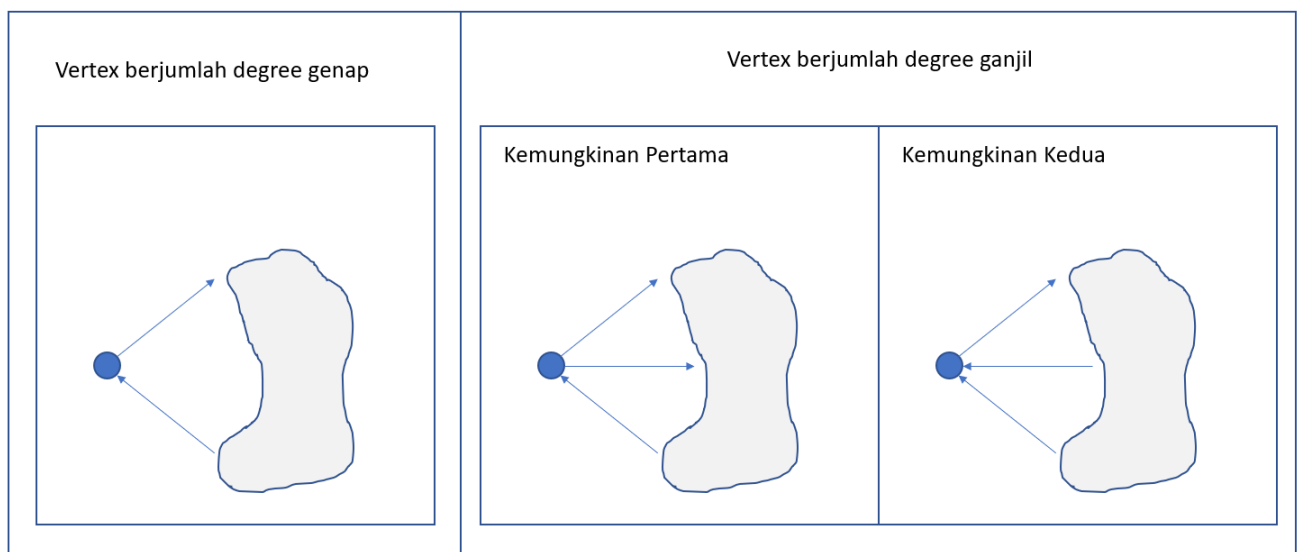 Vertex berjumlah degree genap
Vertex berjumlah degree ganjil
Kemungkinan Pertama
Kemungkinan Kedua